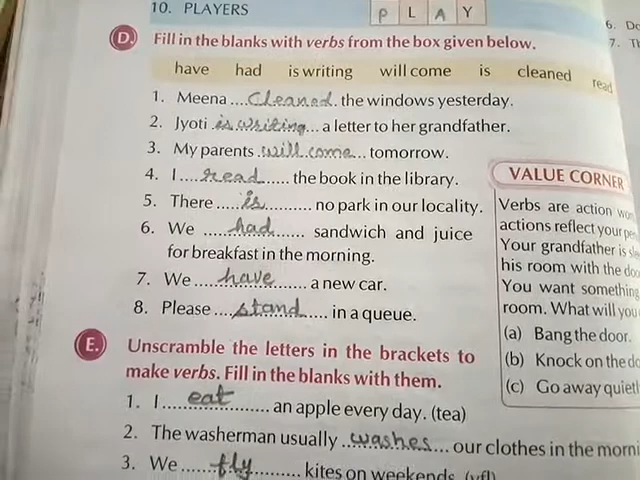 10. PLAYERS P L A Y
D. Fill in the blanks with verbs from the box given below.
have had is writing will come is cleaned read
1. Meena ...Cleaned. the windows yesterday.
2. Jyoti .is writing... a letter to her grandfather.
3. My parents .will come... tomorrow.
4. I ....read...... the book in the library.
5. There .....is.......... no park in our locality.
6. We .....had....... sandwich and juice
for breakfast in the morning.
7. We ....have......... a new car.
8. Please ....stand...... in a queue.
VALUE CORNER
Verbs are action
actions reflect your
Your grandfather is
his room with the
You want something
room. What will you
(a) Bang the door.
(b) Knock on the
(c) Go away
E. Unscramble the letters in the brackets to
make verbs. Fill in the blanks with them.
1. I .....eat............ an apple every day. (tea)
2. The washerman usually ...washes... our clothes in the
3. We .....fly.......... kites on weekends. (yfl)
6.
7.